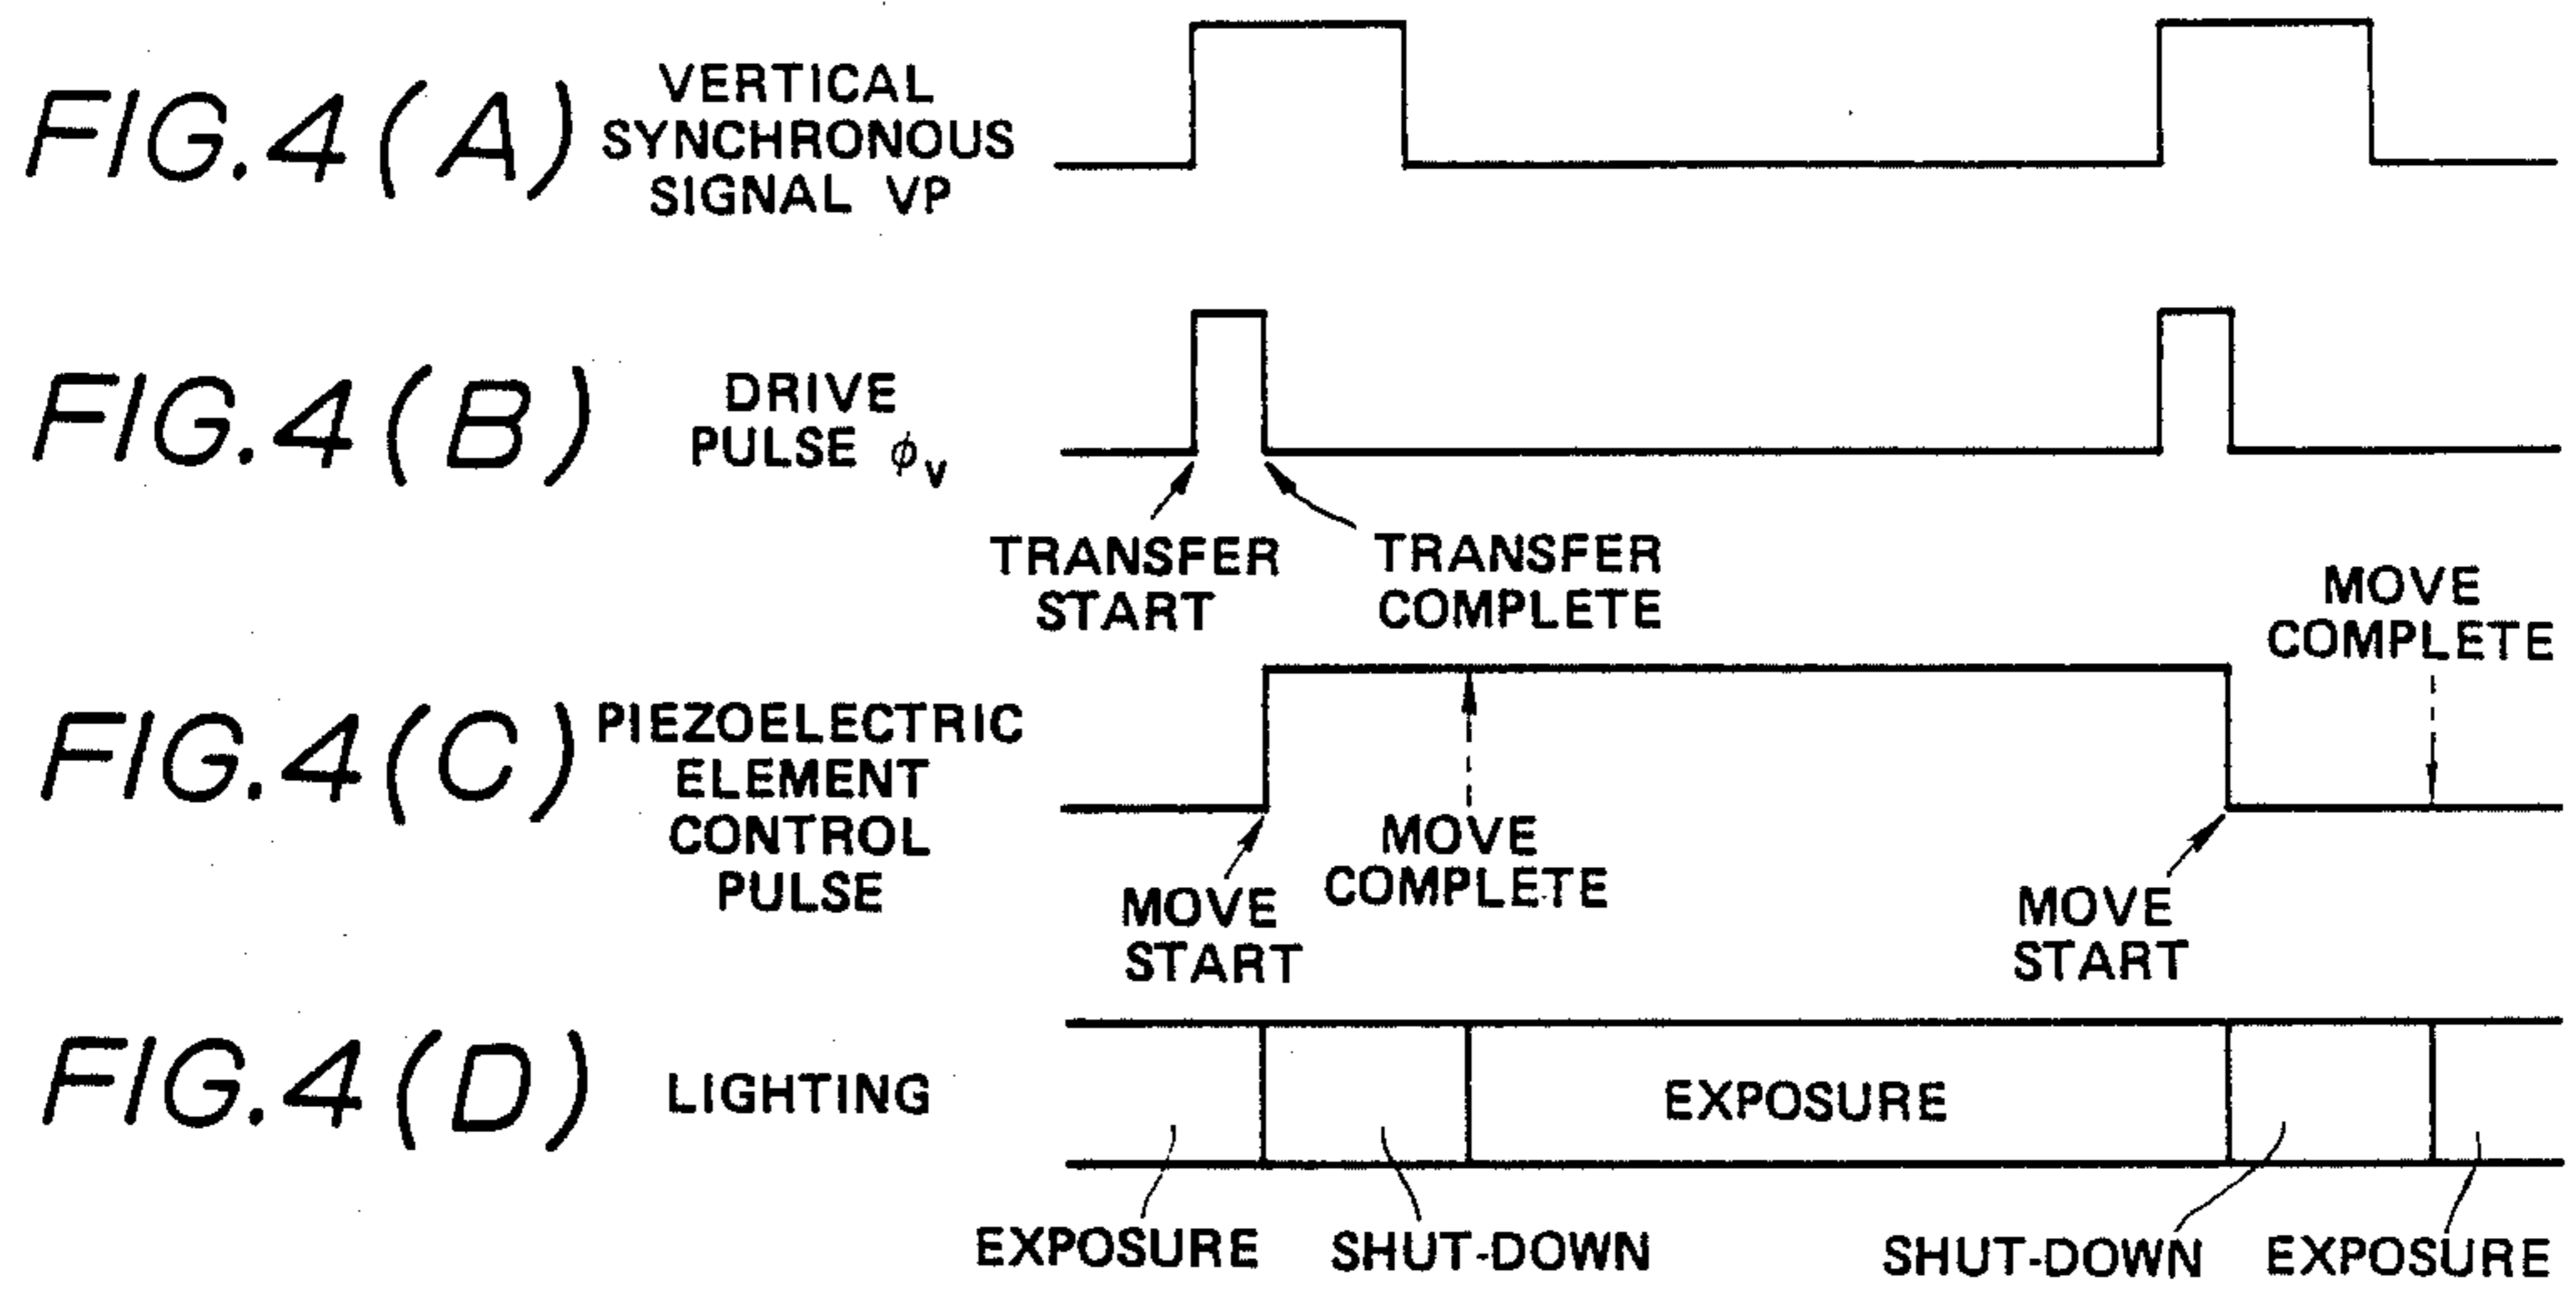 FIG.4(A)
VERTICAL
SYNCHRONOUS
SIGNAL VP
FIG.4(B)
DRIVE
PULSE ϕv
TRANSFER
START
TRANSFER
COMPLETE
MOVE
COMPLETE
FIG.4(C)
PIEZOELECTRIC
ELEMENT
CONTROL
PULSE
MOVE
START
MOVE
COMPLETE
MOVE
START
FIG.4(D)
LIGHTING
EXPOSURE
EXPOSURE
SHUT-DOWN
SHUT-DOWN
EXPOSURE